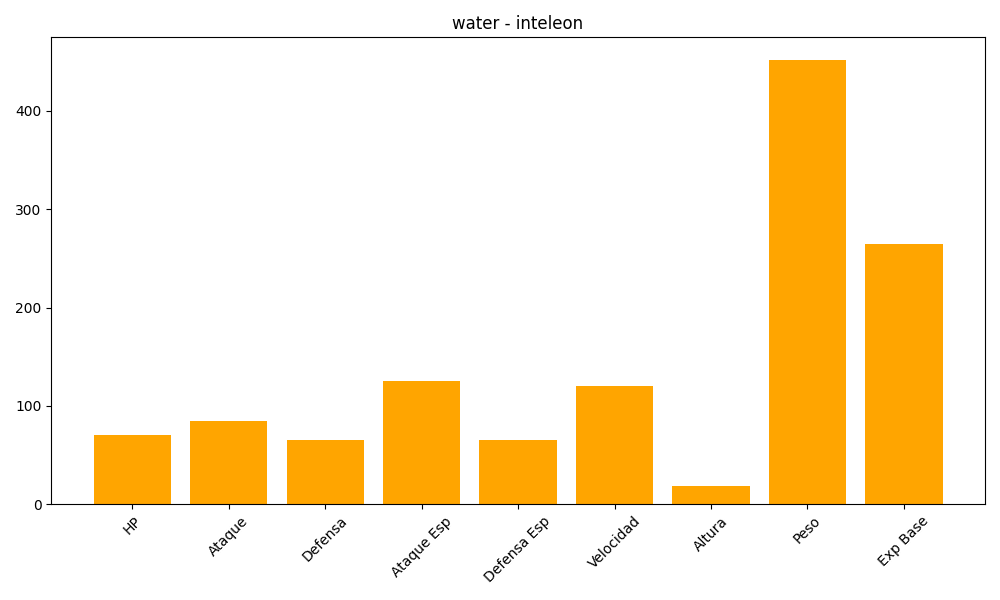 water - inteleon
400
300
200
100
0
HP
Ataque
Defensa
Ataque Esp
Defensa Esp
Velocidad
Altura
Peso
Exp Base